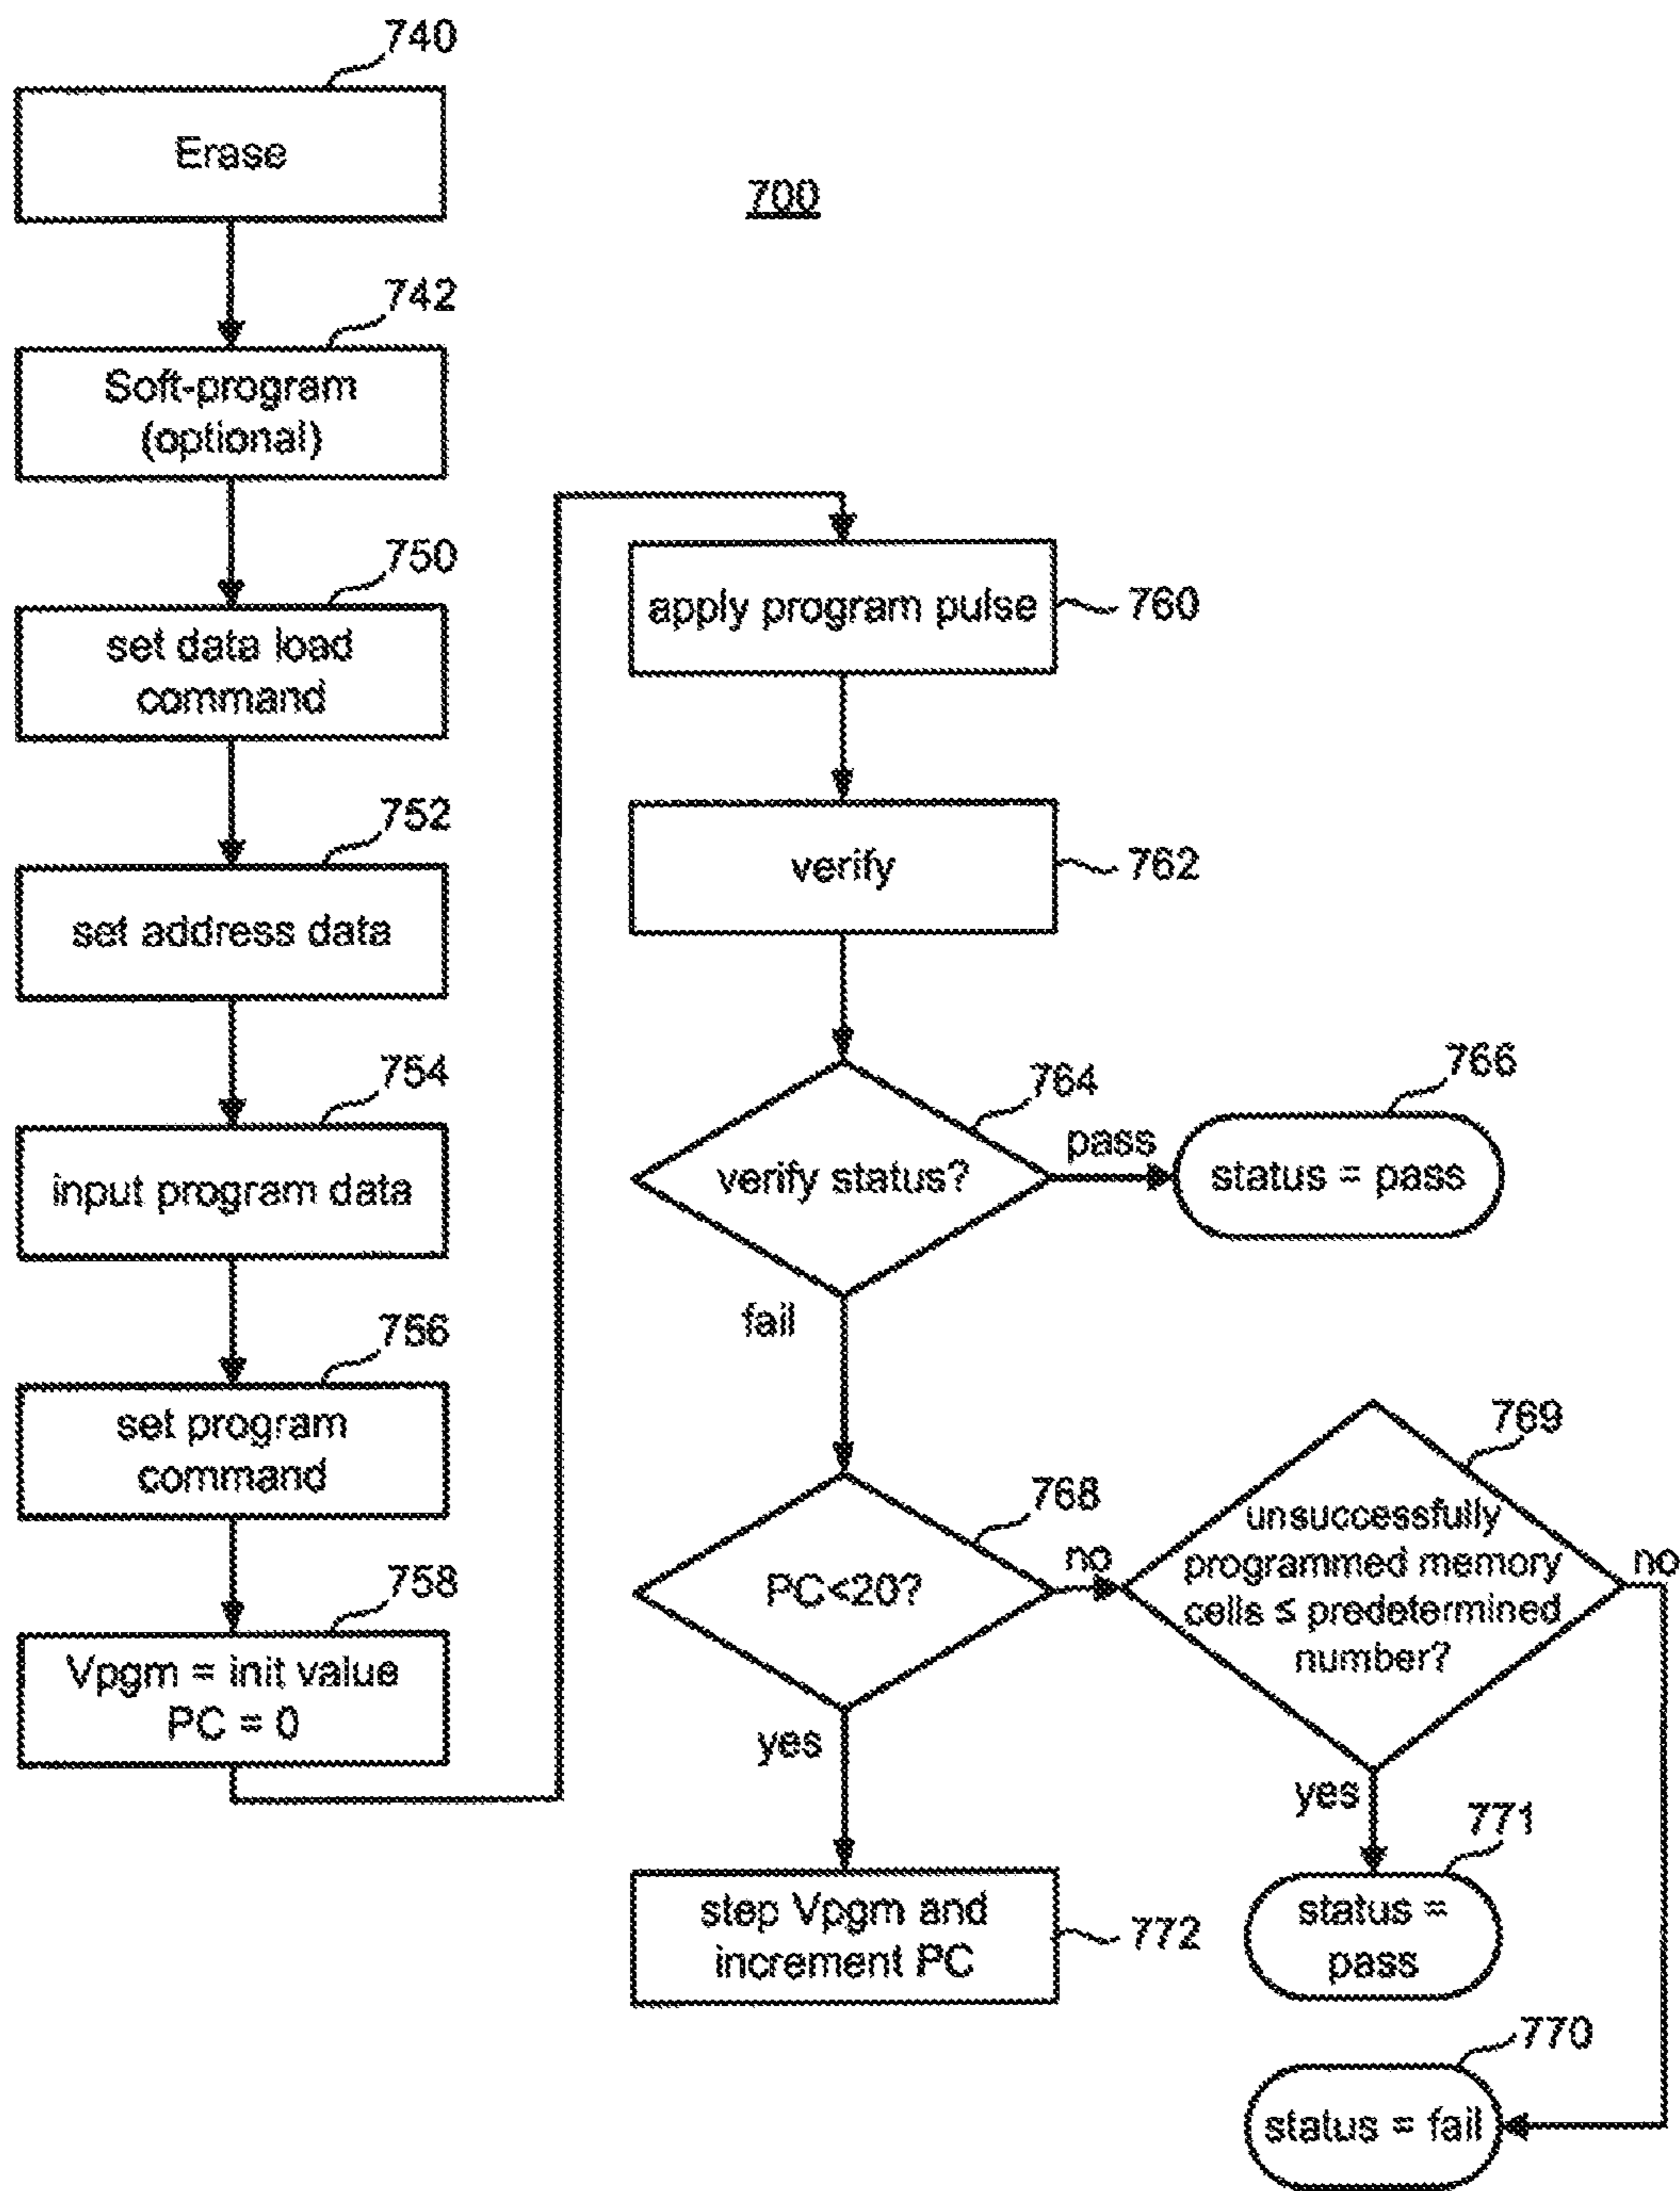 740
Erase
700
742
Soft-program
(optional)
750
set data load
command
752
set address data
754
input program data
756
set program
command
758
Vpgm = init value
PC = 0
apply program pulse
760
verify
762
764
verify status?
pass
766
status = pass
fail
768
PC<20?
no
769
unsuccessfully
programmed memory
cells ≤ predetermined
number?
no
yes
771
status =
pass
770
status = fail
yes
step Vpgm and
increment PC
772